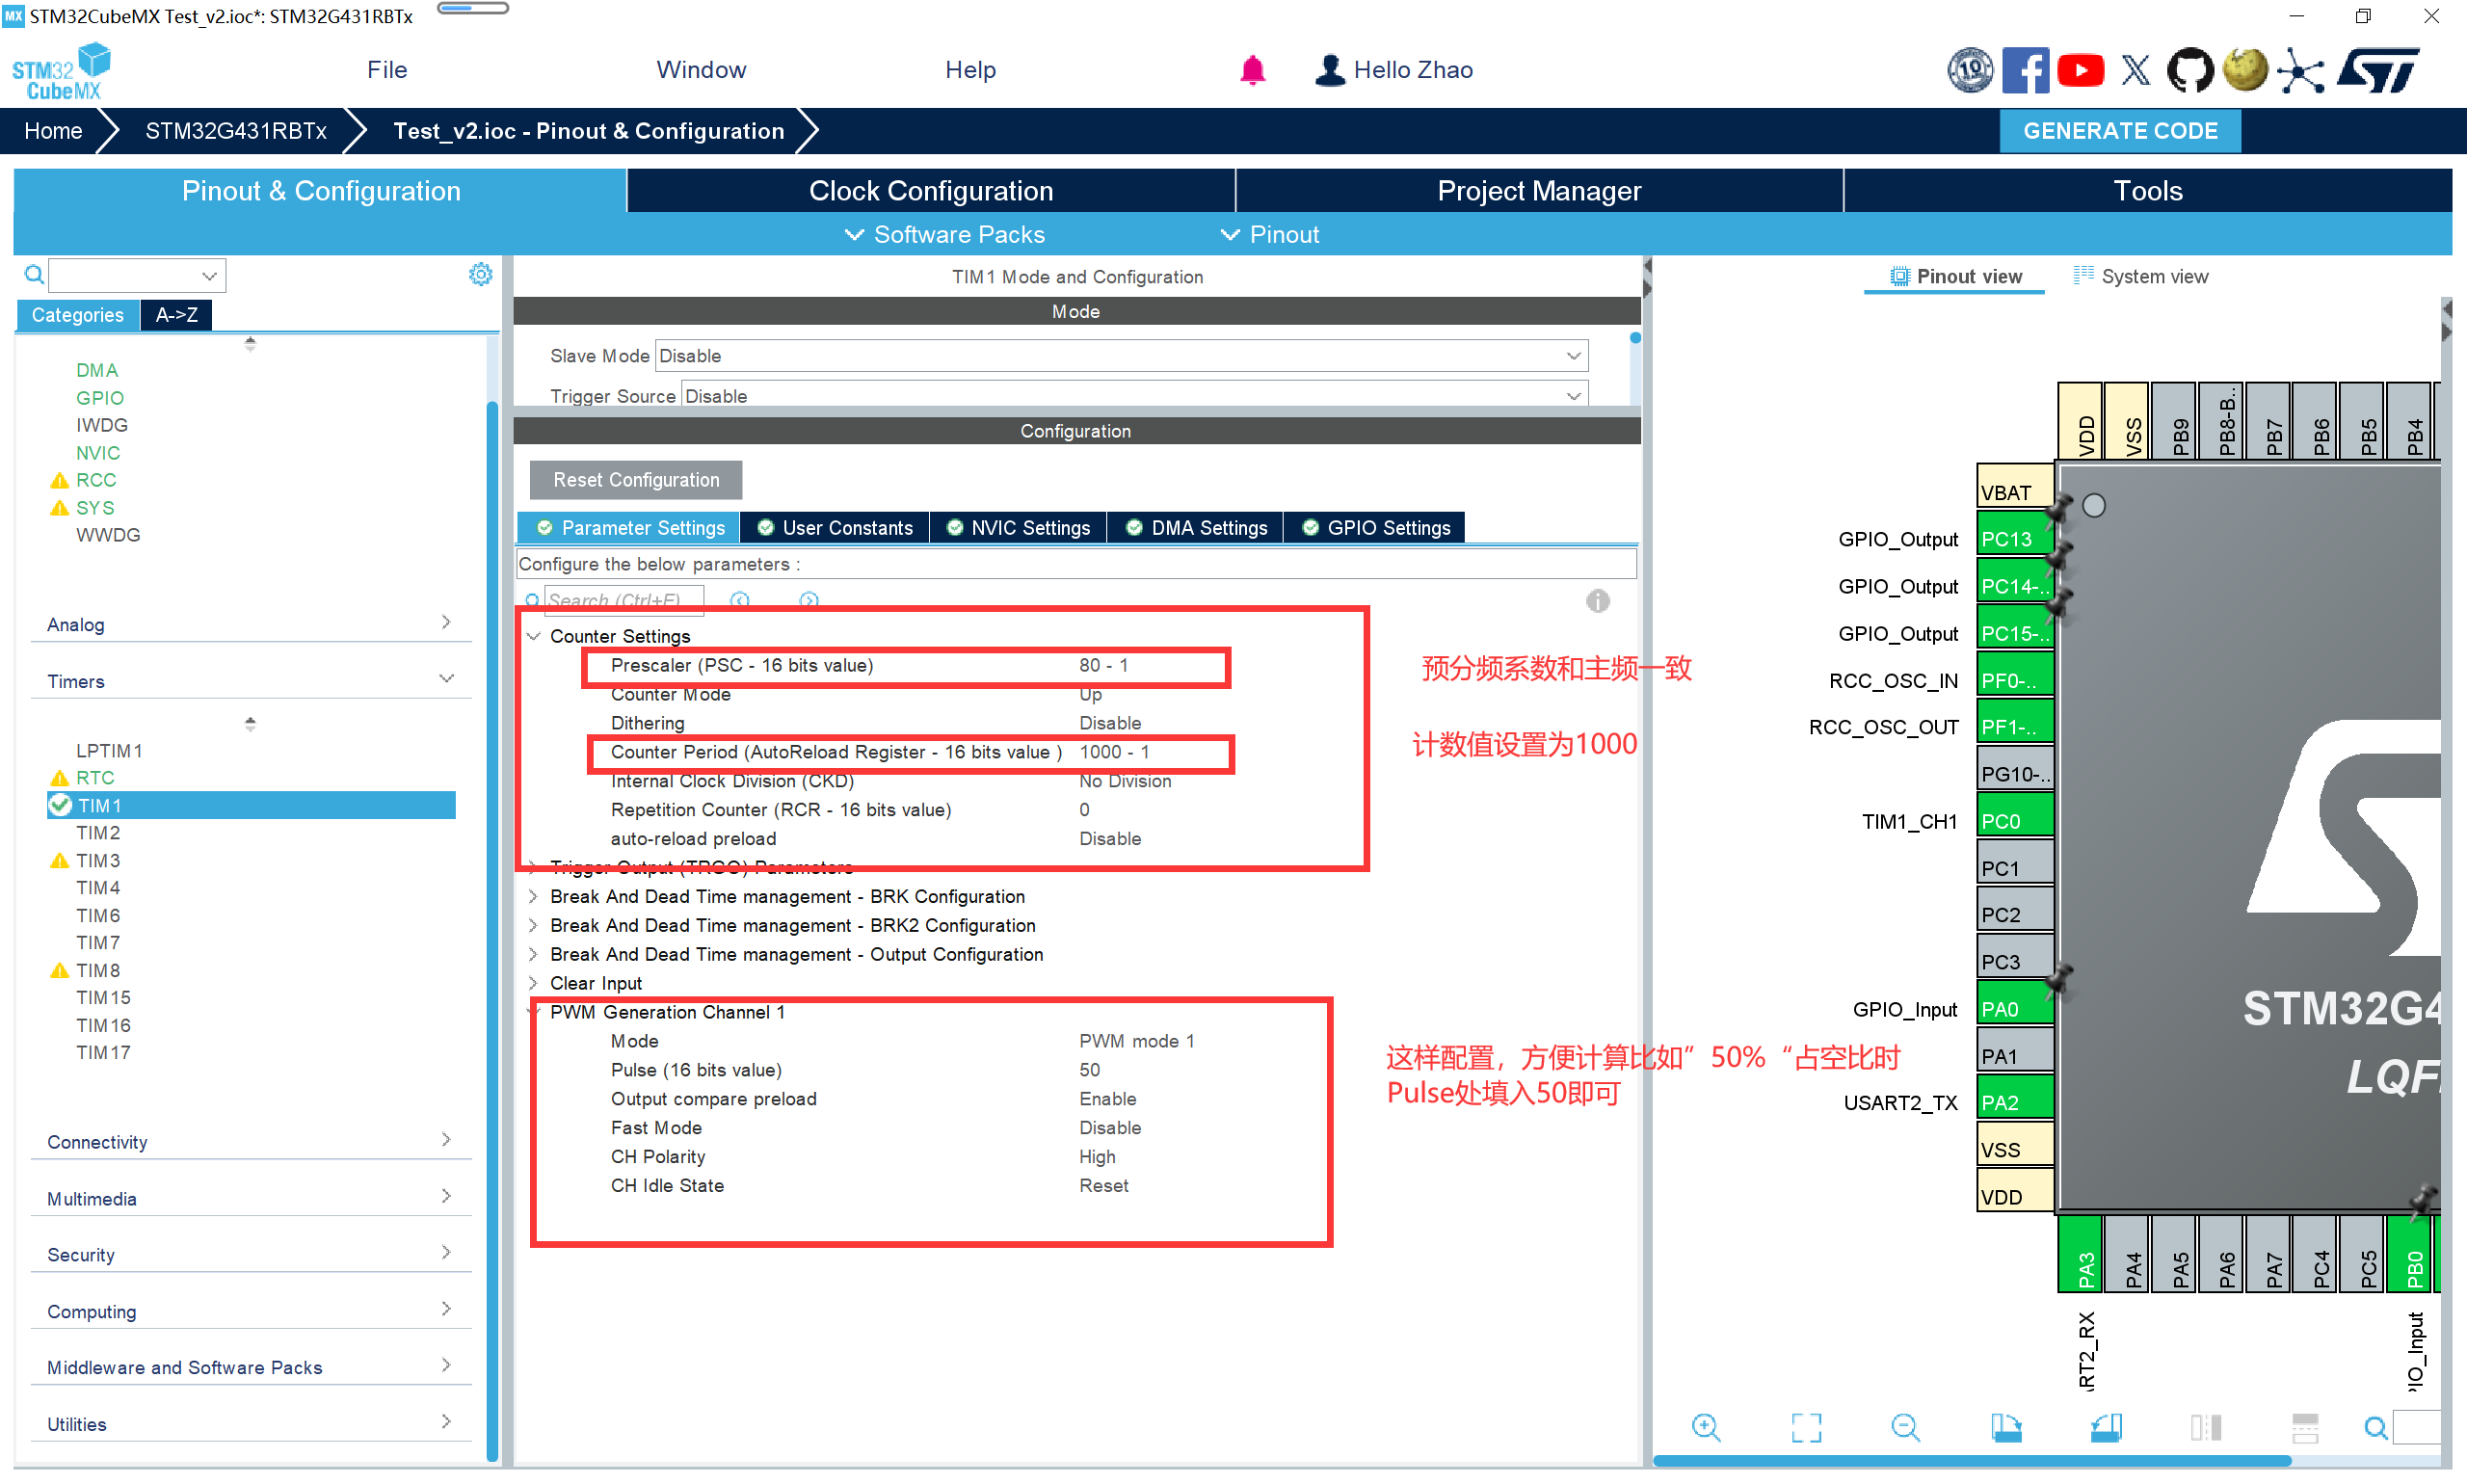 MX STM32CubeMX Test_v2.ioc*: STM32G431RBTx
STM32 CubeMX
File
Window
Help
Hello Zhao
10
Home
STM32G431RBTx
Test_v2.ioc - Pinout & Configuration
GENERATE CODE
Pinout & Configuration
Clock Configuration
Project Manager
Tools
Software Packs
Pinout
Categories
A->Z
DMA
GPIO
IWDG
NVIC
RCC
SYS
WWDG
Analog
Timers
LPTIM1
RTC
TIM1
TIM2
TIM3
TIM4
TIM6
TIM7
TIM8
TIM15
TIM16
TIM17
Connectivity
Multimedia
Security
Computing
Middleware and Software Packs
Utilities
TIM1 Mode and Configuration
Mode
Slave Mode Disable
Trigger Source Disable
Configuration
Reset Configuration
Parameter Settings
User Constants
NVIC Settings
DMA Settings
GPIO Settings
Configure the below parameters :
Search (Ctrl+F)
Counter Settings
Prescaler (PSC - 16 bits value) 80 - 1
Counter Mode Up
Dithering Disable
Counter Period (AutoReload Register - 16 bits value ) 1000 - 1
Internal Clock Division (CKD) No Division
Repetition Counter (RCR - 16 bits value) 0
auto-reload preload Disable
Trigger Output (TRGO) Parameters
Break And Dead Time management - BRK Configuration
Break And Dead Time management - BRK2 Configuration
Break And Dead Time management - Output Configuration
Clear Input
PWM Generation Channel 1
Mode PWM mode 1
Pulse (16 bits value) 50
Output compare preload Enable
Fast Mode Disable
CH Polarity High
CH Idle State Reset
预分频系数和主频一致
计数值设置为1000
这样配置，方便计算比如”50%“占空比时
Pulse处填入50即可
Pinout view
System view
VDD
VSS
PB9
PB8-B..
PB7
PB6
PB5
PB4
VBAT
GPIO_Output PC13
GPIO_Output PC14-..
GPIO_Output PC15-..
RCC_OSC_IN PF0-..
RCC_OSC_OUT PF1-..
PG10-..
TIM1_CH1 PC0
PC1
PC2
PC3
GPIO_Input PA0
PA1
USART2_TX PA2
VSS
VDD
STM32G4
LQF
PA3
PA4
PA5
PA6
PA7
PC4
PC5
PB0
ART2_RX
PIO_Input